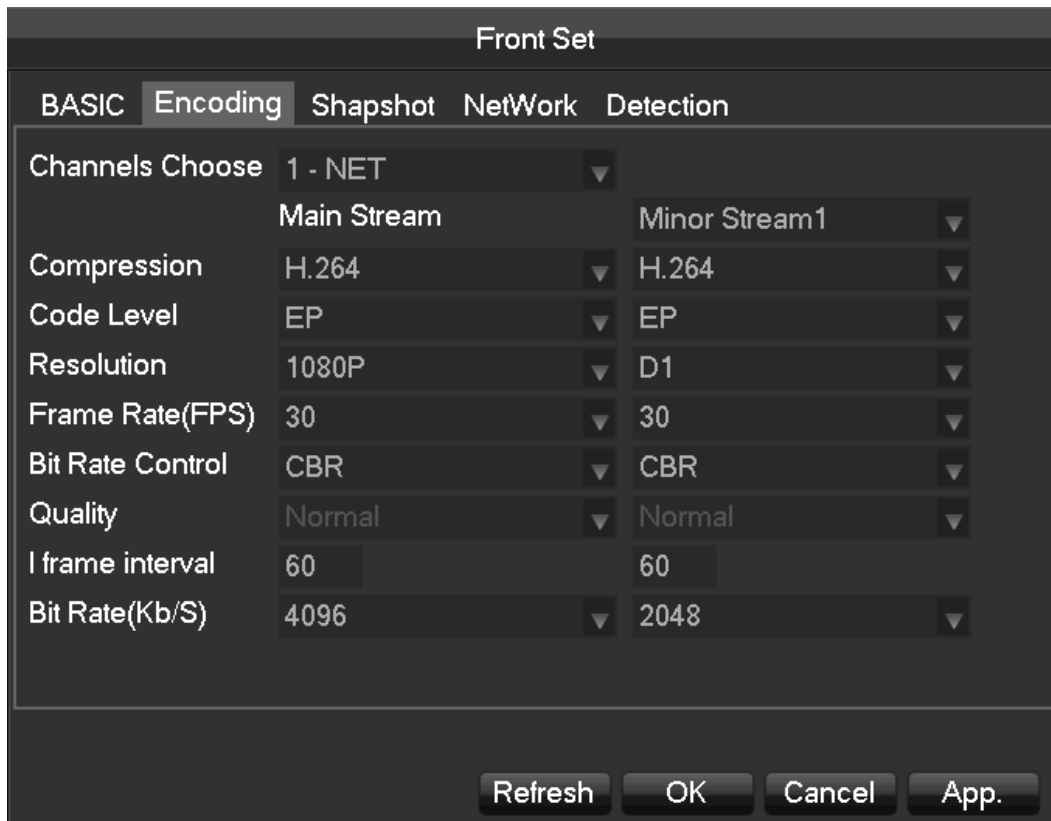 Front Set
BASIC Encoding Shapshot NetWork Detection
Channels Choose 1 - NET
Main Stream Minor Stream1
Compression H.264 H.264
Code Level EP EP
Resolution 1080P D1
Frame Rate(FPS) 30 30
Bit Rate Control CBR CBR
Quality Normal Normal
I frame interval 60 60
Bit Rate(Kb/S) 4096 2048
Refresh OK Cancel App.